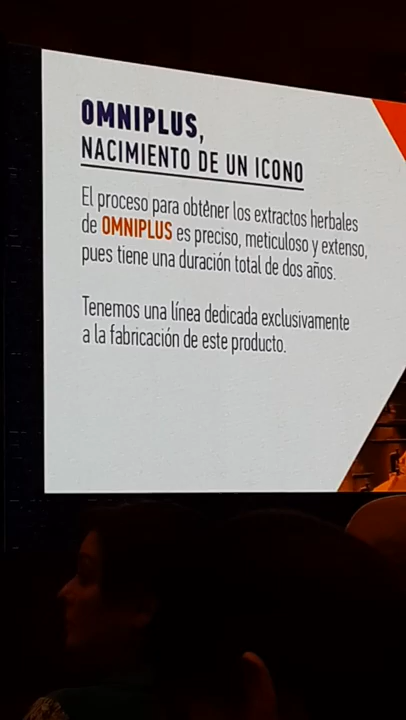 OMNIPLUS,
NACIMIENTO DE UN ICONO
El proceso para obtener los extractos herbales
de OMNIPLUS es preciso, meticuloso y extenso,
pues tiene una duración total de dos años.
Tenemos una línea dedicada exclusivamente
a la fabricación de este producto.